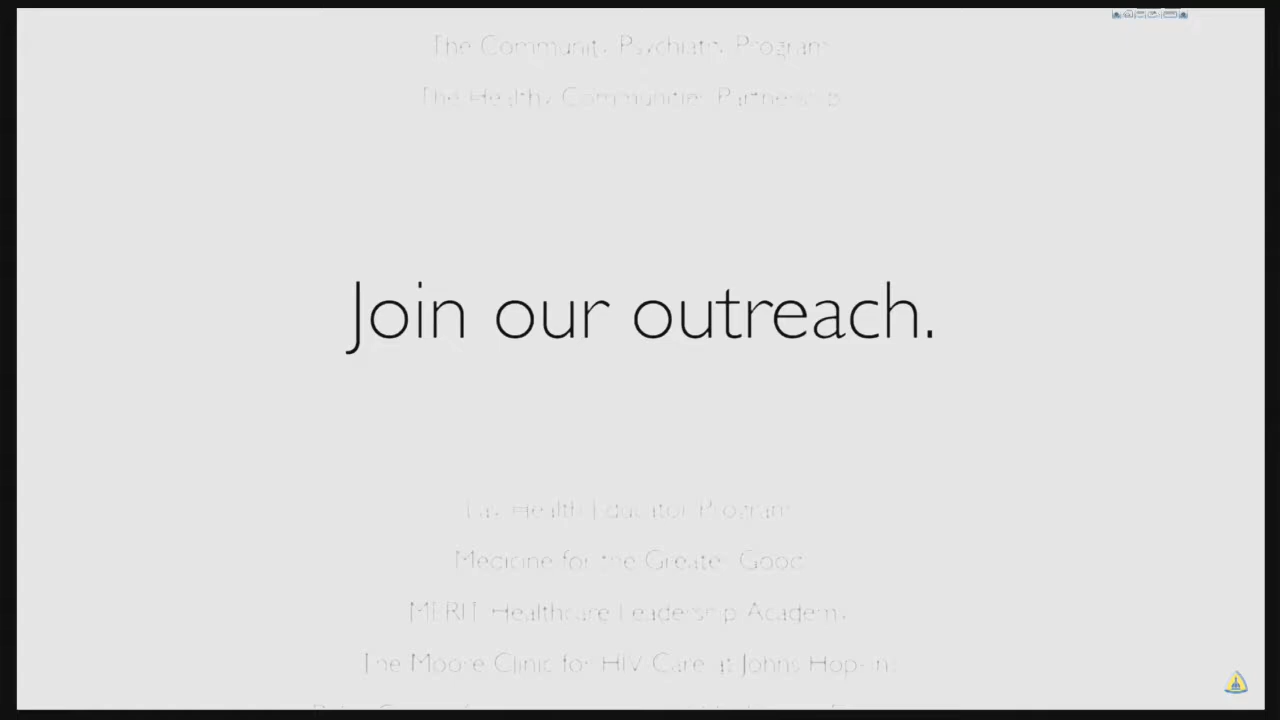 The Community Psychiatry Program
The Healthy Communities Partnership
Join our outreach.
Lay Health Educator Program
Medicine for the Greater Good
MERIT Healthcare Leadership Academy
The Moore Clinic for HIV Care at Johns Hopkins